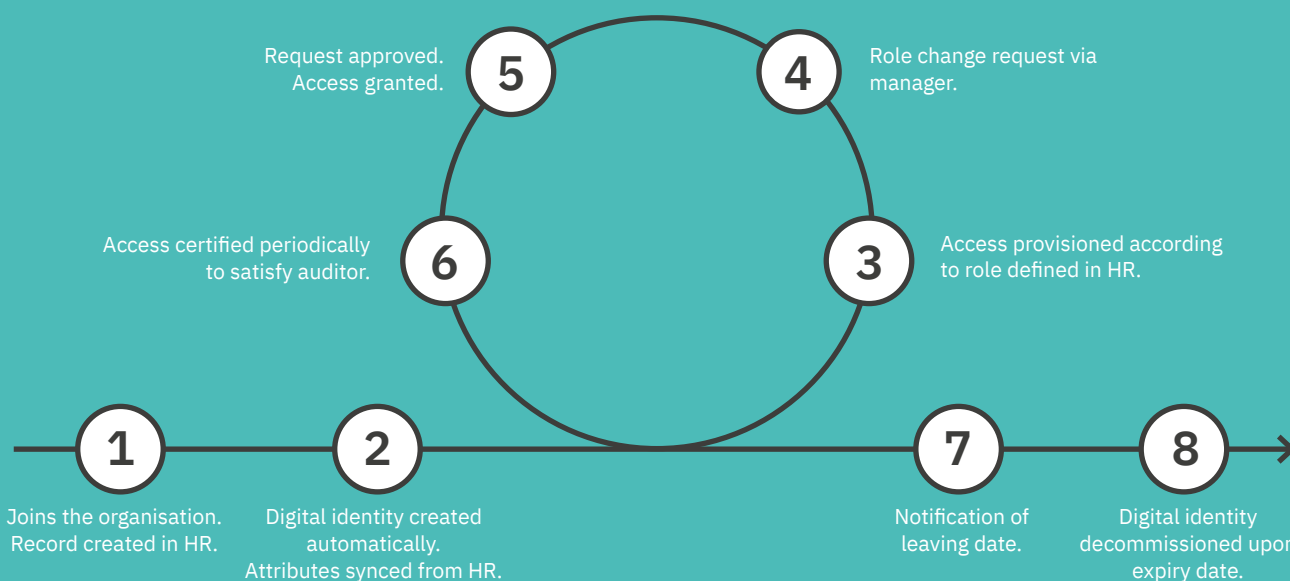 5
Request approved.
Access granted.
4
Role change request via
manager.
6
Access certified periodically
to satisfy auditor.
3
Access provisioned according
to role defined in HR.
1
Joins the organisation.
Record created in HR.
2
Digital identity created
automatically.
Attributes synced from HR.
7
Notification of
leaving date.
8
Digital identity
decommissioned upon
expiry date.